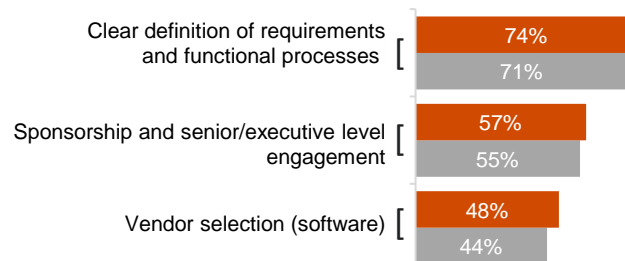 Clear definition of requirements
and functional processes
74%
71%
Sponsorship and senior/executive level
engagement
57%
55%
Vendor selection (software)
48%
44%